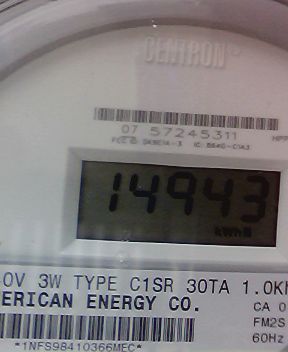 CENTRON
07 57245311
14943
kWh
0V 3W TYPE C1SR 30TA 1.0Kh
ERICAN ENERGY CO.
CA 0
FM2S
60Hz
*1NFS98410366MEC*